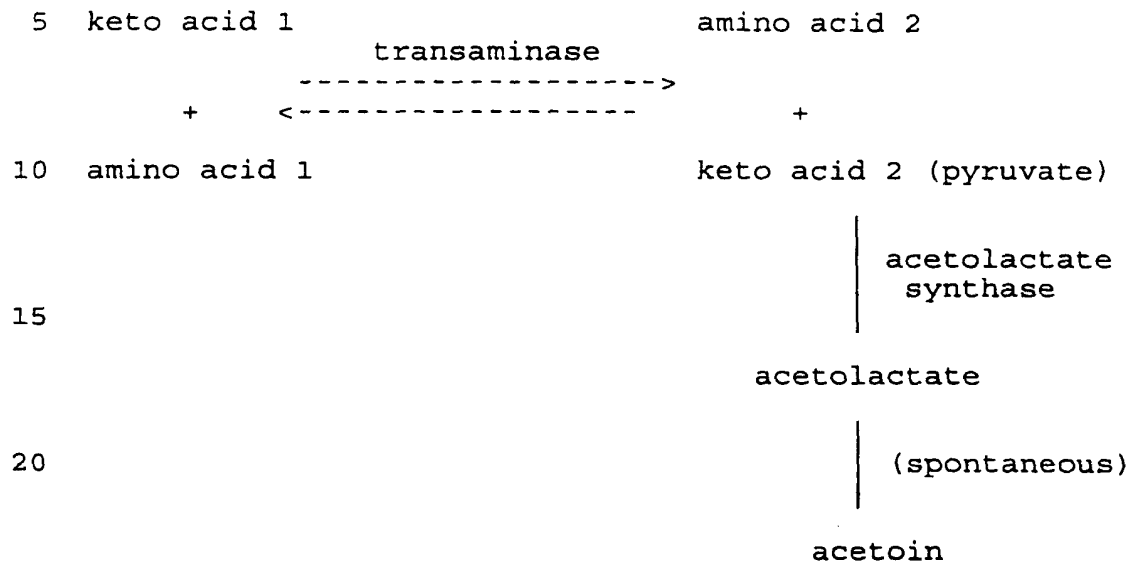 5 keto acid 1 amino acid 2
transaminase
------------------->
+ <------------------ +
10 amino acid 1 keto acid 2 (pyruvate)
acetolactate
synthase
15
acetolactate
20 (spontaneous)
acetoin